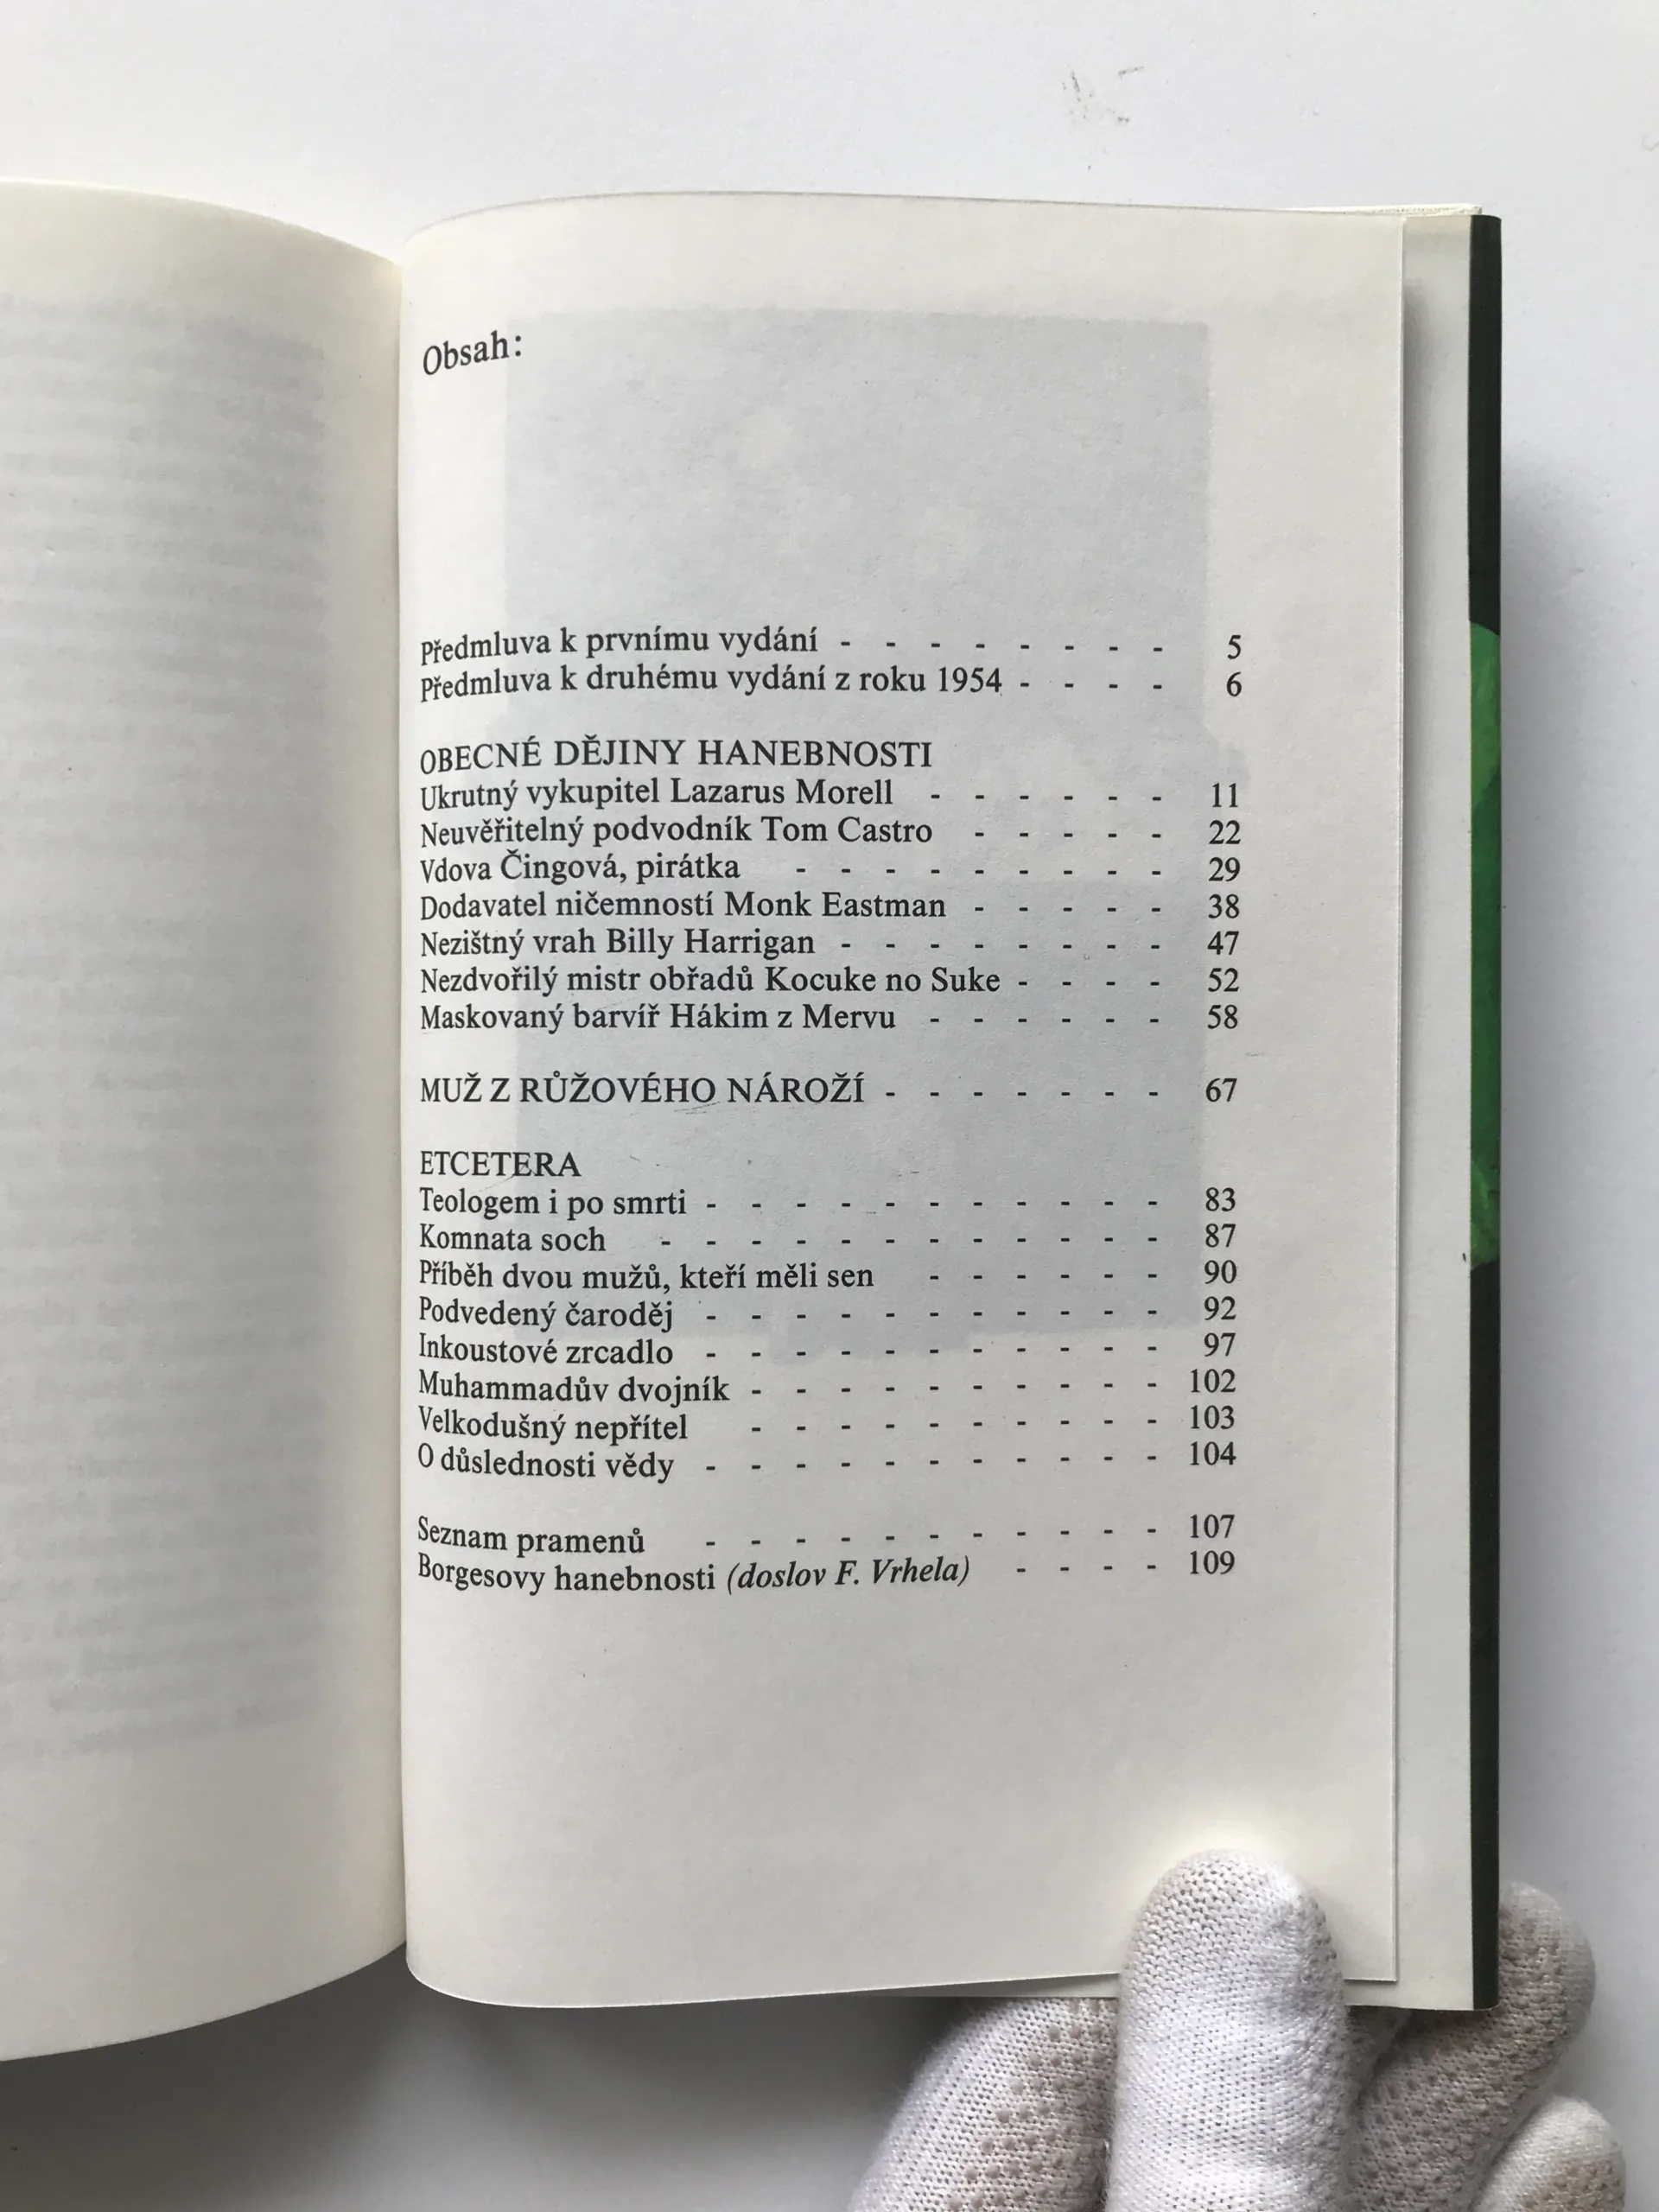 Obsah:
Předmluva k prvnímu vydání - - - - - - - - 5
Předmluva k druhému vydání z roku 1954 - - - - 6
OBECNÉ DĚJINY HANEBNOSTI
Ukrutný vykupitel Lazarus Morell - - - - - - 11
Neuvěřitelný podvodník Tom Castro - - - - - 22
Vdova Čingová, pirátka - - - - - - - - - 29
Dodavatel ničemností Monk Eastman - - - - - 38
Nezištný vrah Billy Harrigan - - - - - - - - 47
Nezdvořilý mistr obřadů Kocuke no Suke - - - - 52
Maskovaný barvíř Hákim z Mervu - - - - - - 58
MUŽ Z RŮŽOVÉHO NÁROŽÍ - - - - - - - 67
ETCETERA
Teologem i po smrti - - - - - - - - - - - 83
Komnata soch - - - - - - - - - - - - 87
Příběh dvou mužů, kteří měli sen - - - - - - 90
Podvedený čaroděj - - - - - - - - - - - 92
Inkoustové zrcadlo - - - - - - - - - - - 97
Muhammadův dvojník - - - - - - - - - - 102
Velkodušný nepřítel - - - - - - - - - - 103
O důslednosti vědy - - - - - - - - - - - 104
Seznam pramenů - - - - - - - - - - - 107
Borgesovy hanebnosti (doslov F. Vrhela) - - - - 109